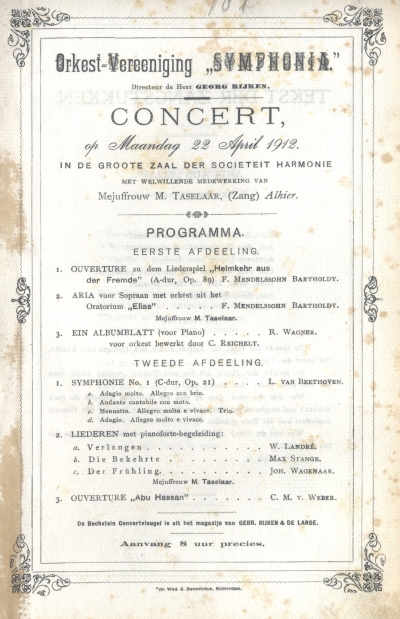 Orkest-Vereeniging „SYMPHONIA."
Directeur de Heer GEORG RIJKEN.
CONCERT,
op Maandag 22 April 1912.
IN DE GROOTE ZAAL DER SOCIETEIT HARMONIE
MET WELWILLENDE MEDEWERKING VAN
Mejuffrouw M. TASELAAR, (Zang) Alhier.
PROGRAMMA.
EERSTE AFDEELING.
1. OUVERTURE zu dem Liederspiel „Heimkehr aus
der Fremde" (A-dur, Op. 89) F. MENDELSSOHN BARTHOLDY.
2. ARIA voor Sopraan met orkest uit het
Oratorium „Elias" . . . . . F. MENDELSSOHN BARTHOLDY.
Mejuffrouw M. Taselaar.
3. EIN ALBUMBLATT (voor Piano) . . . . . R. WAGNER.
voor orkest bewerkt door C. REICHELT.
TWEEDE AFDEELING.
1. SYMPHONIE No. 1 (C-dur, Op. 21) . . . . L. VAN BEETHOVEN.
a. Adagio molto. Allegro con brio.
b. Andante cantabile con moto.
c. Menuetto. Allegro molto e vivace. Trio.
d. Adagio. Allegro molto e vivace.
2. LIEDEREN met pianoforte-begeleiding:
a. Verlangen . . . . . . . . . W. LANDRÉ.
b. Die Bekehrte . . . . . . . . MAX STANGE.
c. Der Frühling. . . . . . . . . JOH. WAGENAAR.
Mejuffrouw M. Taselaar.
3. OUVERTURE „Abu Hassan" . . . . . . . . C. M. v. WEBER.
De Bechstein Concertvleugel is uit het magazijn van GEBR. RIJKEN & DE LANGE.
Aanvang 8 uur precies.
Typ. Wed. S. Benedictus, Rotterdam.